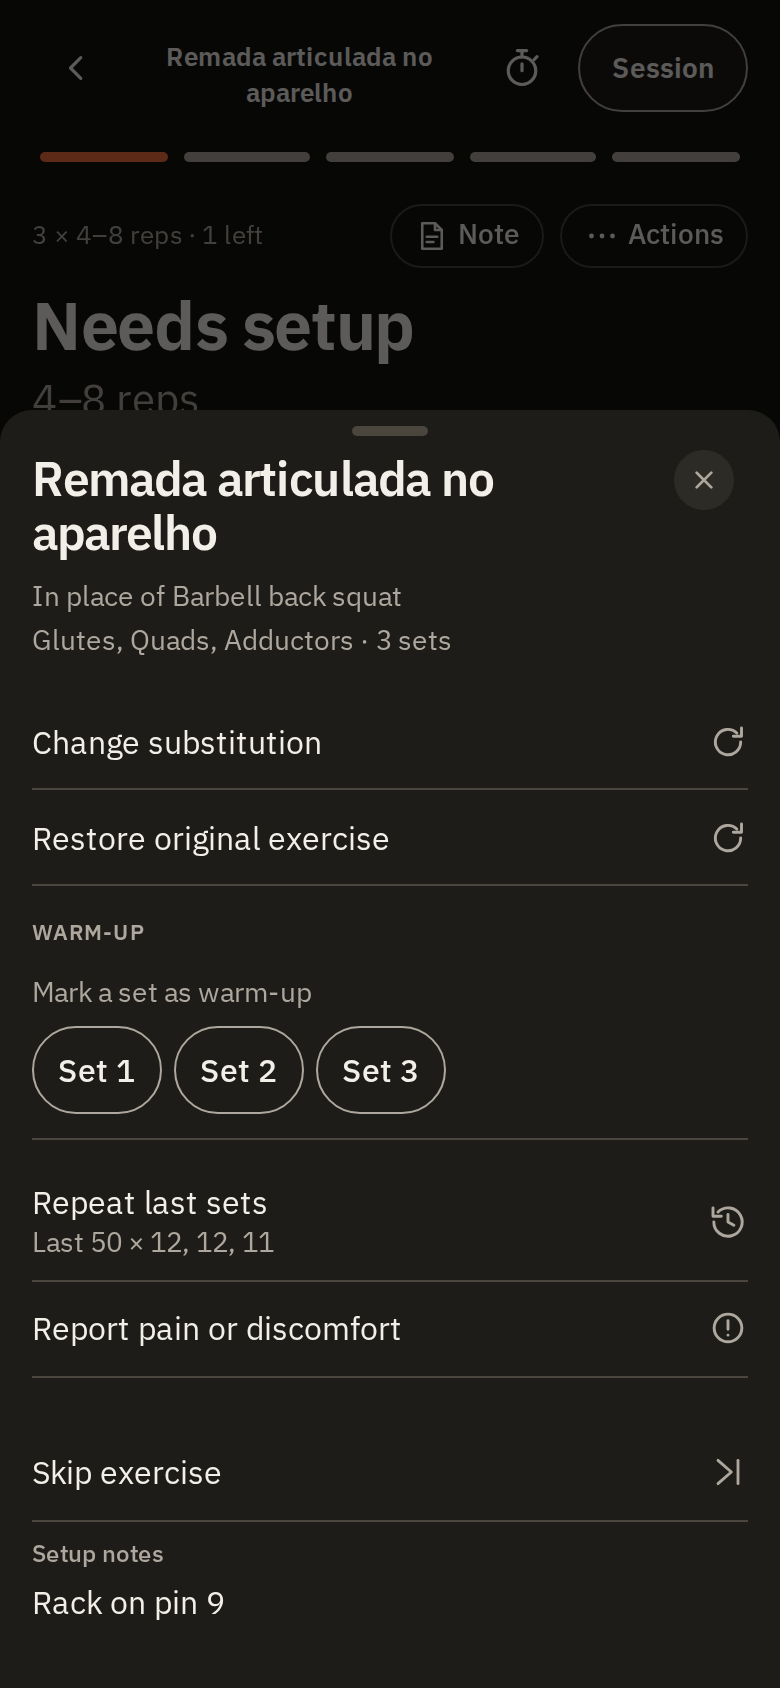 Remada articulada no
aparelho
Session
3 × 4–8 reps · 1 left
Note
··· Actions
Needs setup
4–8 reps
Remada articulada no
aparelho
In place of Barbell back squat
Glutes, Quads, Adductors · 3 sets
Change substitution
Restore original exercise
WARM-UP
Mark a set as warm-up
Set 1
Set 2
Set 3
Repeat last sets
Last 50 × 12, 12, 11
Report pain or discomfort
Skip exercise
Setup notes
Rack on pin 9